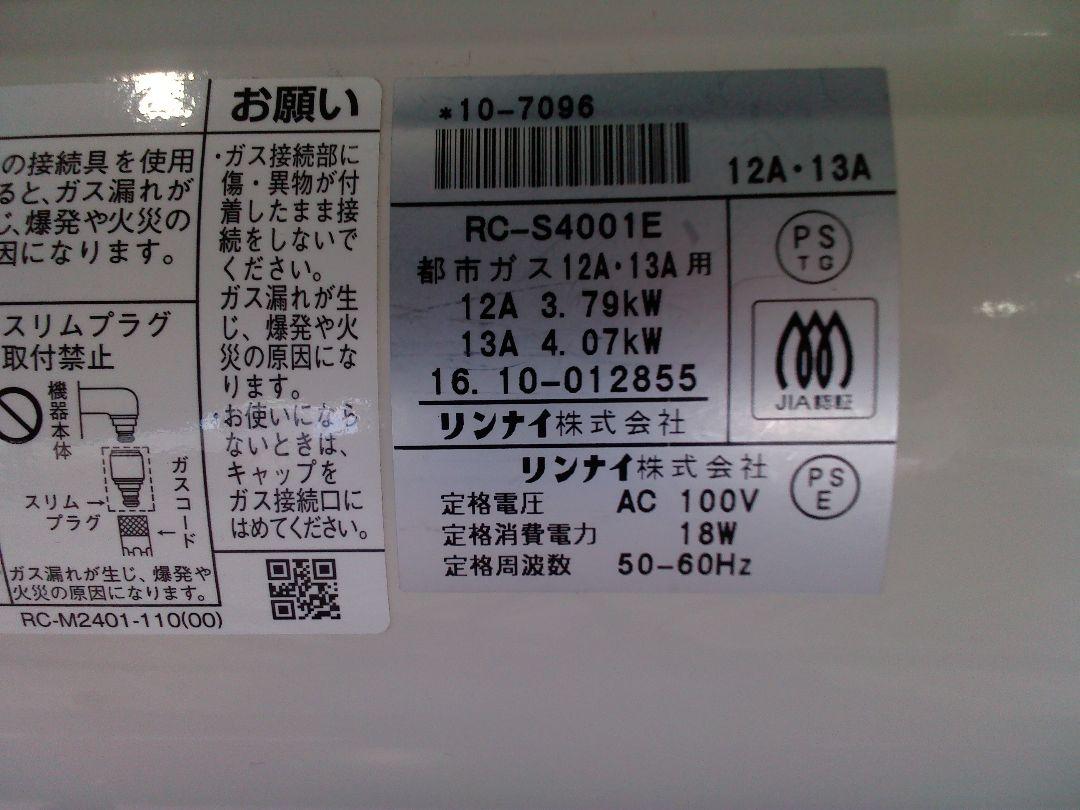 の接続具を使用
ると、ガス漏れが
じ、爆発や火災の
因になります。
スリムプラグ
取付禁止
機器本体
ガスコード
スリム
プラグ
ガス漏れが生じ、爆発や
火災の原因になります。
RC-M2401-110(00)
お願い
・ガス接続部に
傷・異物が付
着したまま接
続をしないで
ください。
ガス漏れが生
じ、爆発や火
災の原因にな
ります。
・お使いになら
ないときは、
キャップを
ガス接続口に
はめてください。
*10-7096
12A・13A
RC-S4001E
都市ガス12A・13A用
12A 3.79kW
13A 4.07kW
16.10-012855
リンナイ株式会社
PS
TG
JIA認証
リンナイ株式会社
定格電圧 AC 100V
定格消費電力 18W
定格周波数 50-60Hz
PS
E